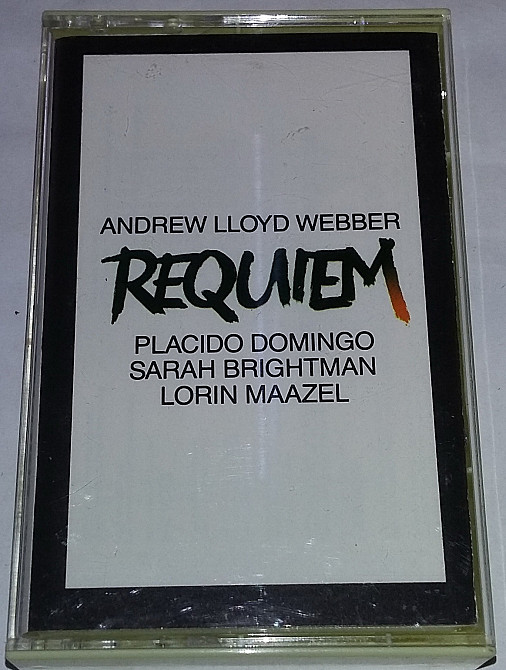 ANDREW LLOYD WEBBER
REQUIEM
PLACIDO DOMINGO
SARAH BRIGHTMAN
LORIN MAAZEL